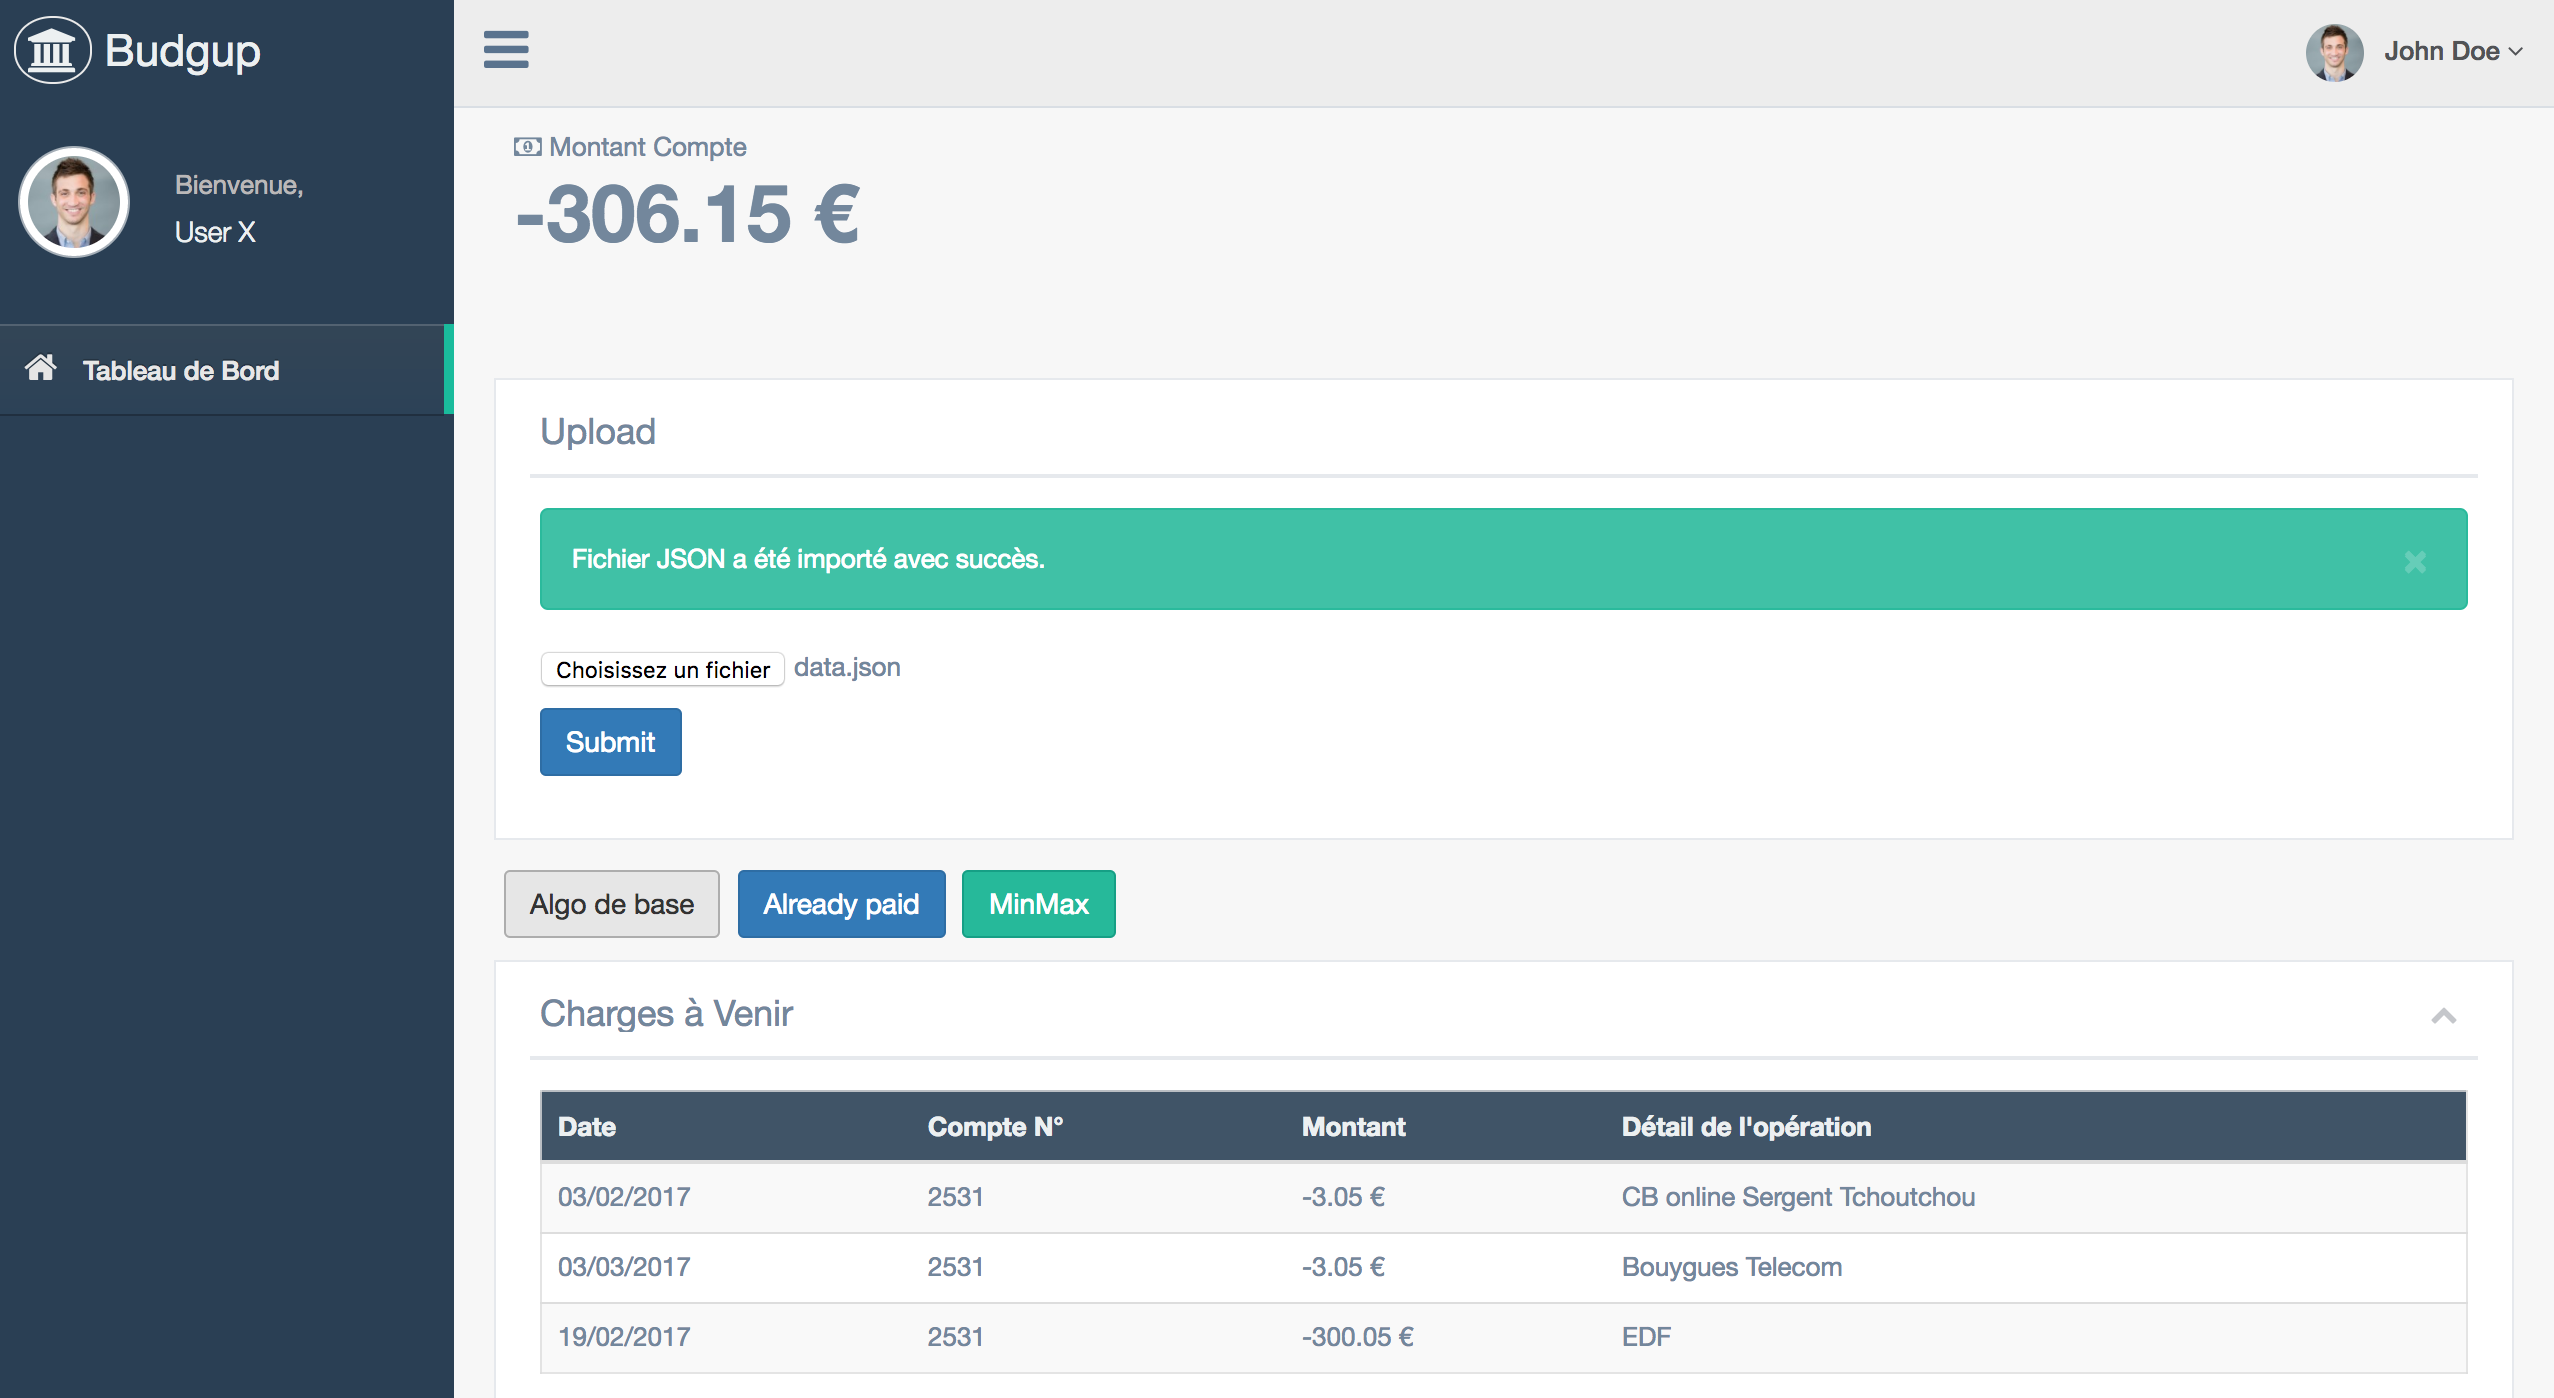 Budgup
John Doe
Bienvenue,
User X
Tableau de Bord
Montant Compte
-306.15 €
Upload
Fichier JSON a été importé avec succès.
Choisissez un fichier data.json
Submit
Algo de base Already paid MinMax
Charges à Venir
Date Compte N° Montant Détail de l'opération
03/02/2017 2531 -3.05 € CB online Sergent Tchoutchou
03/03/2017 2531 -3.05 € Bouygues Telecom
19/02/2017 2531 -300.05 € EDF